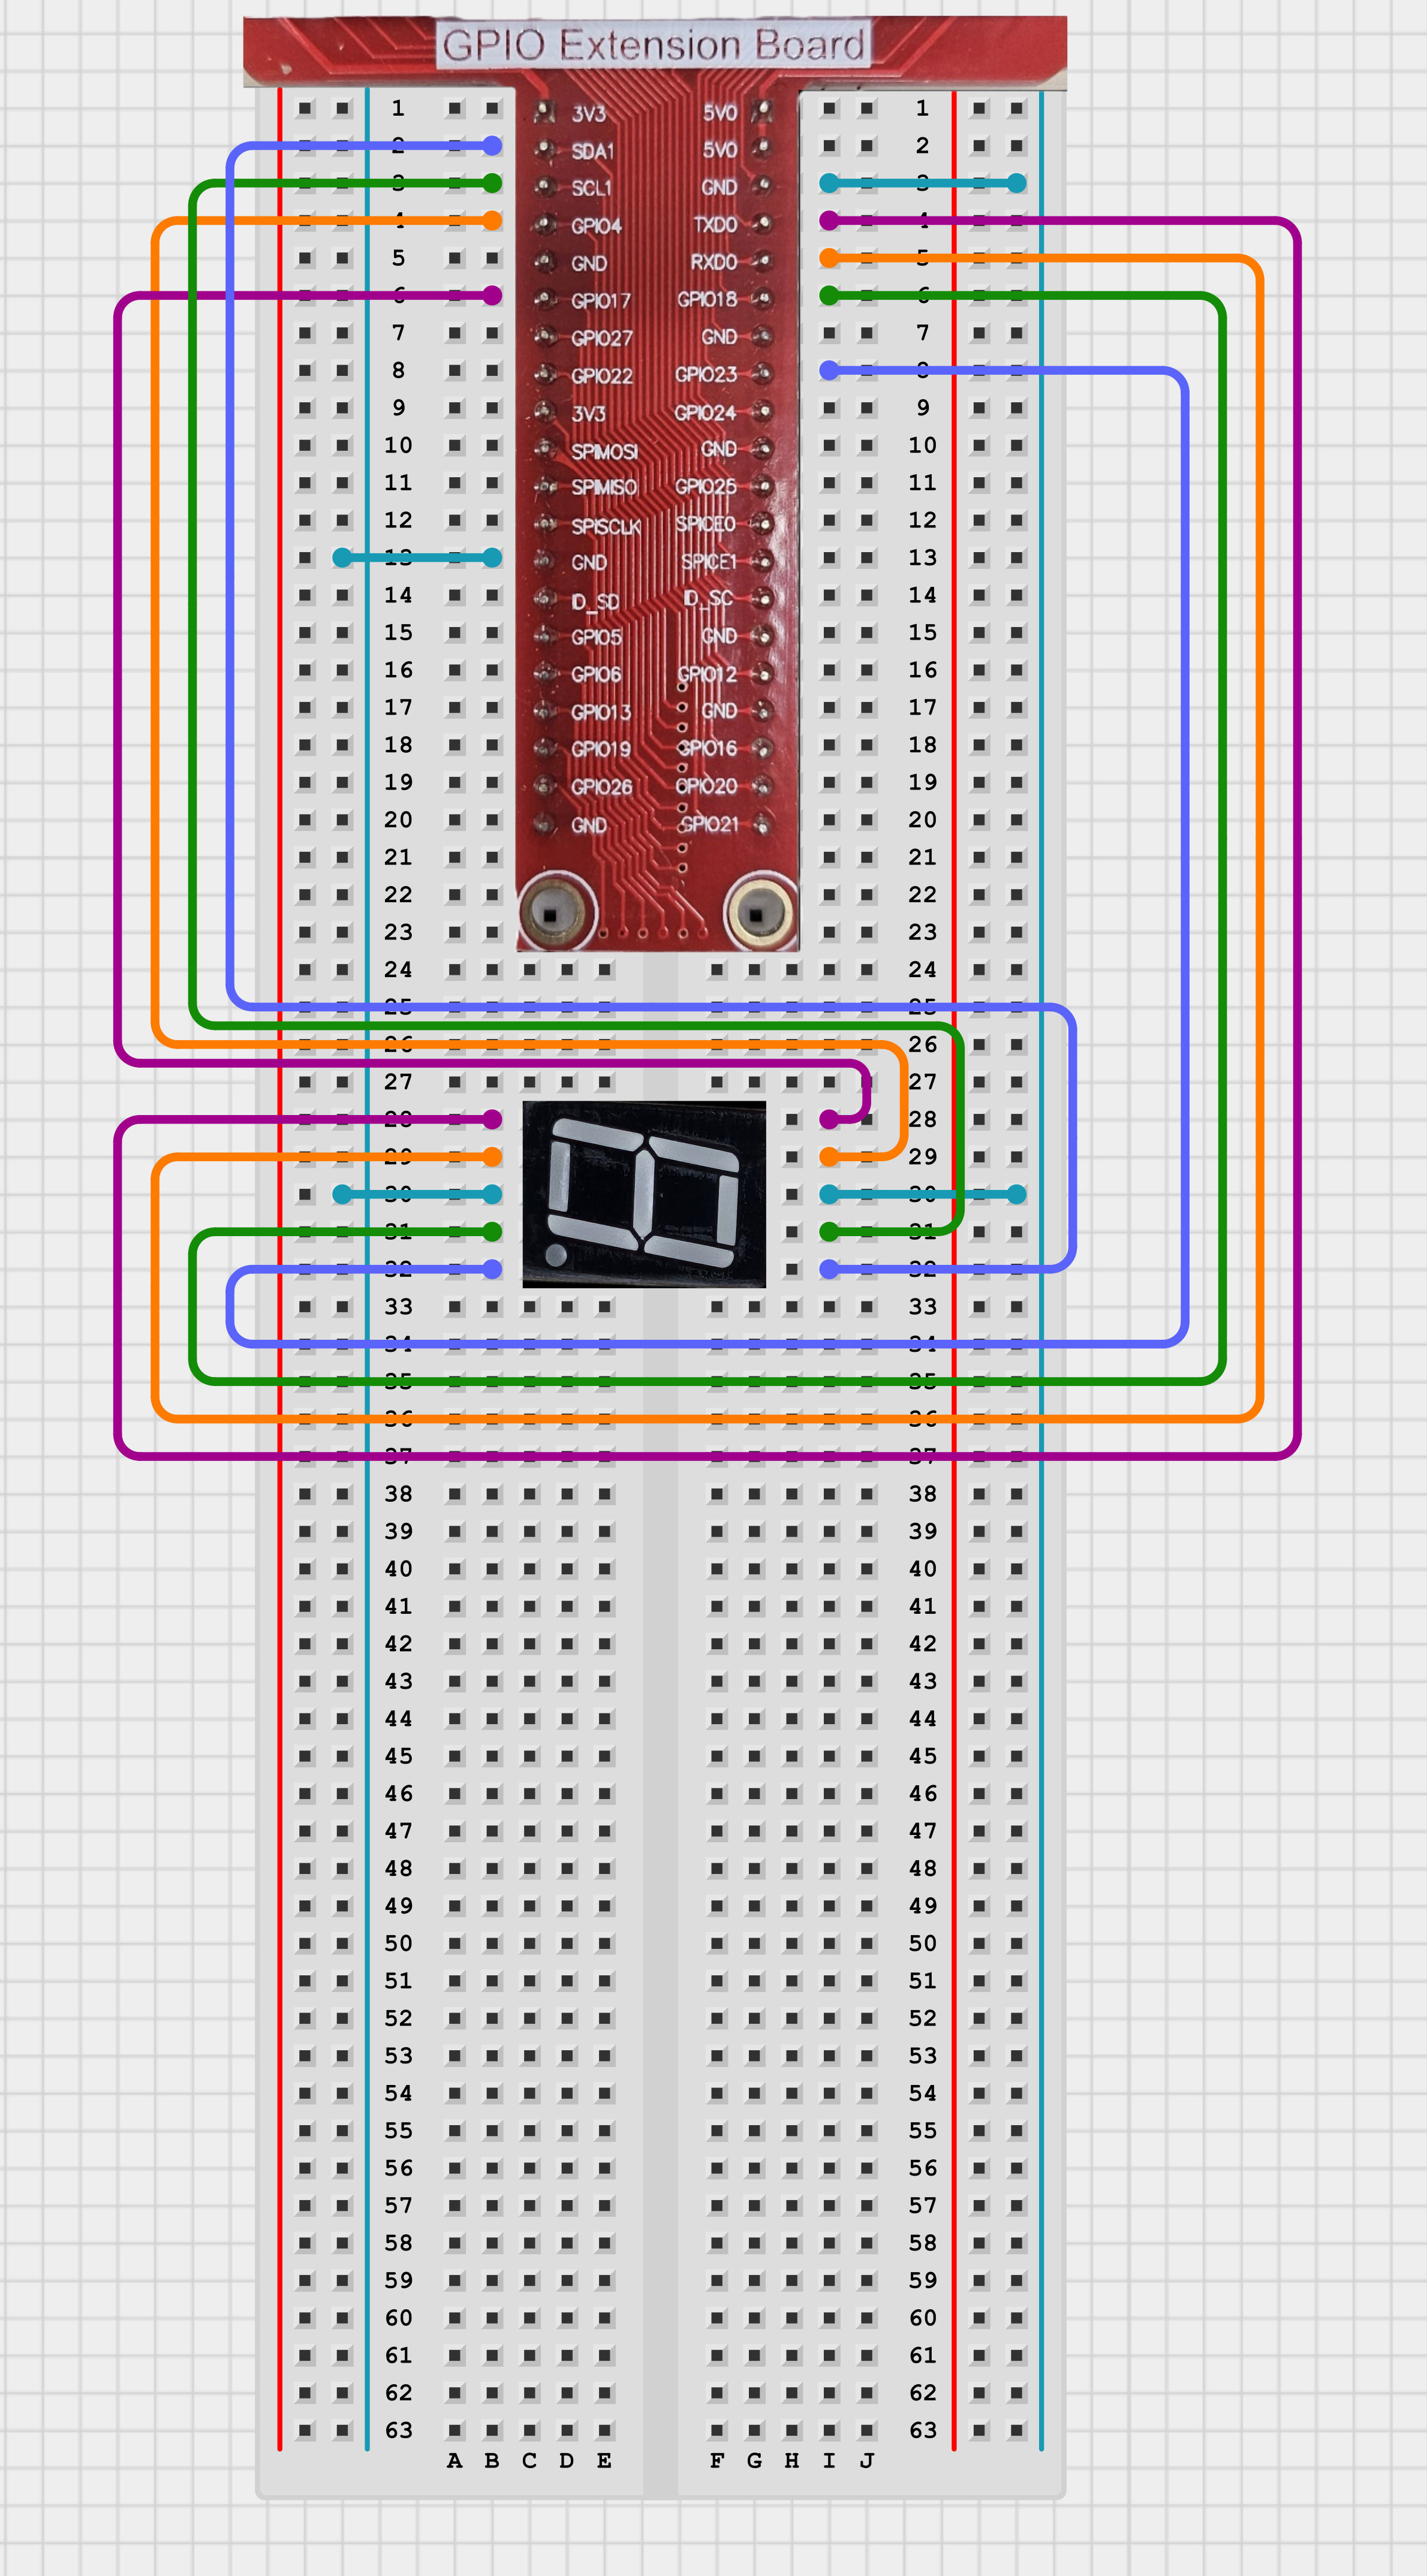 GPIO Extension Board
1 3V3 5V0 1
2 SDA1 5V0 2
3 SCL1 GND 3
4 GPIO4 TXD0 4
5 GND RXD0 5
6 GPIO17 GPIO18 6
7 GPIO27 GND 7
8 GPIO22 GPIO23 8
9 3V3 GPIO24 9
10 SPIMOSI GND 10
11 SPIMISO GPIO25 11
12 SPISCLK SPICE0 12
13 GND SPICE1 13
14 ID_SD ID_SC 14
15 GPIO5 GND 15
16 GPIO6 GPIO12 16
17 GPIO13 GND 17
18 GPIO19 GPIO16 18
19 GPIO26 GPIO20 19
20 GND GPIO21 20
21 21
22 22
23 23
24 24
25 25
26 26
27 27
28 28
29 29
30 30
31 31
32 32
33 33
34 34
35 35
36 36
37 37
38 38
39 39
40 40
41 41
42 42
43 43
44 44
45 45
46 46
47 47
48 48
49 49
50 50
51 51
52 52
53 53
54 54
55 55
56 56
57 57
58 58
59 59
60 60
61 61
62 62
63 63
A B C D E F G H I J